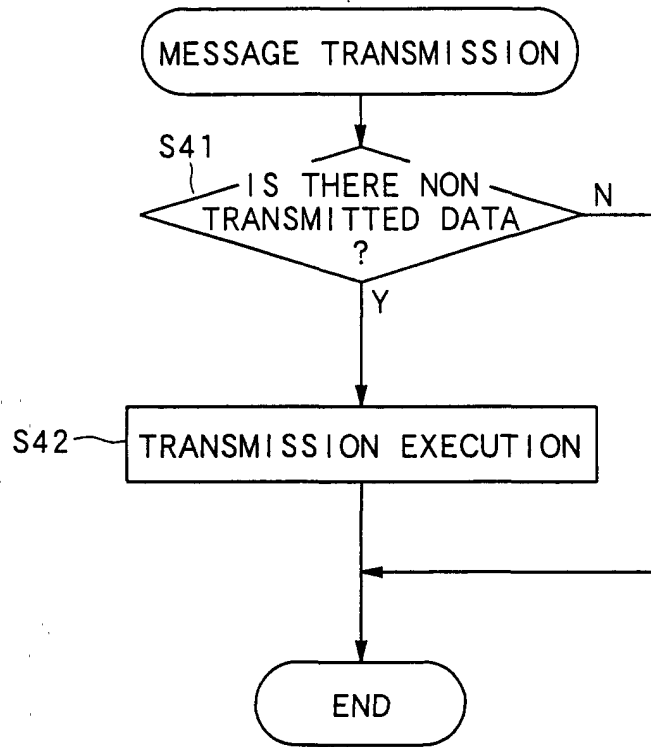 MESSAGE TRANSMISSION
S41
IS THERE NON
TRANSMITTED DATA
?
N
Y
S42
TRANSMISSION EXECUTION
END